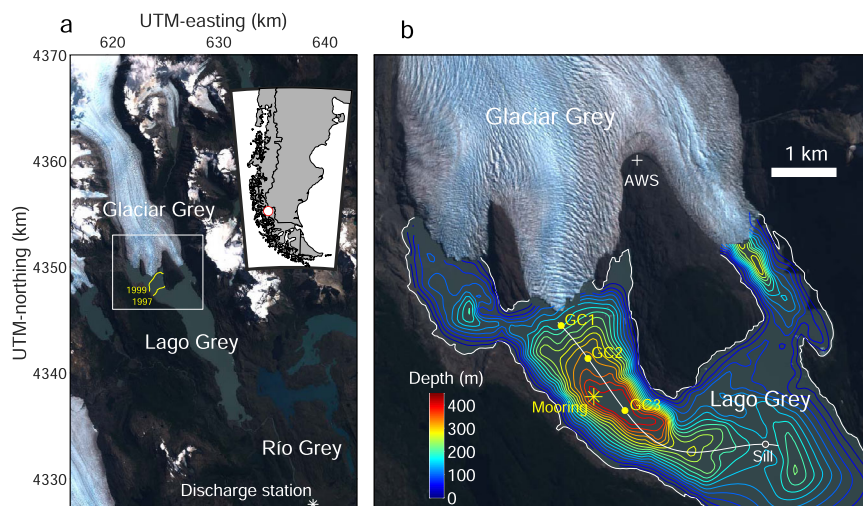 a
UTM-easting (km)
620
630
640
UTM-northing (km)
4370
4360
4350
4340
4330
Glaciar Grey
1999
1997
Lago Grey
Río Grey
Discharge station
b
Glaciar Grey
AWS
1 km
GC1
GC2
GC3
Mooring
Lago Grey
Sill
Depth (m)
400
300
200
100
0